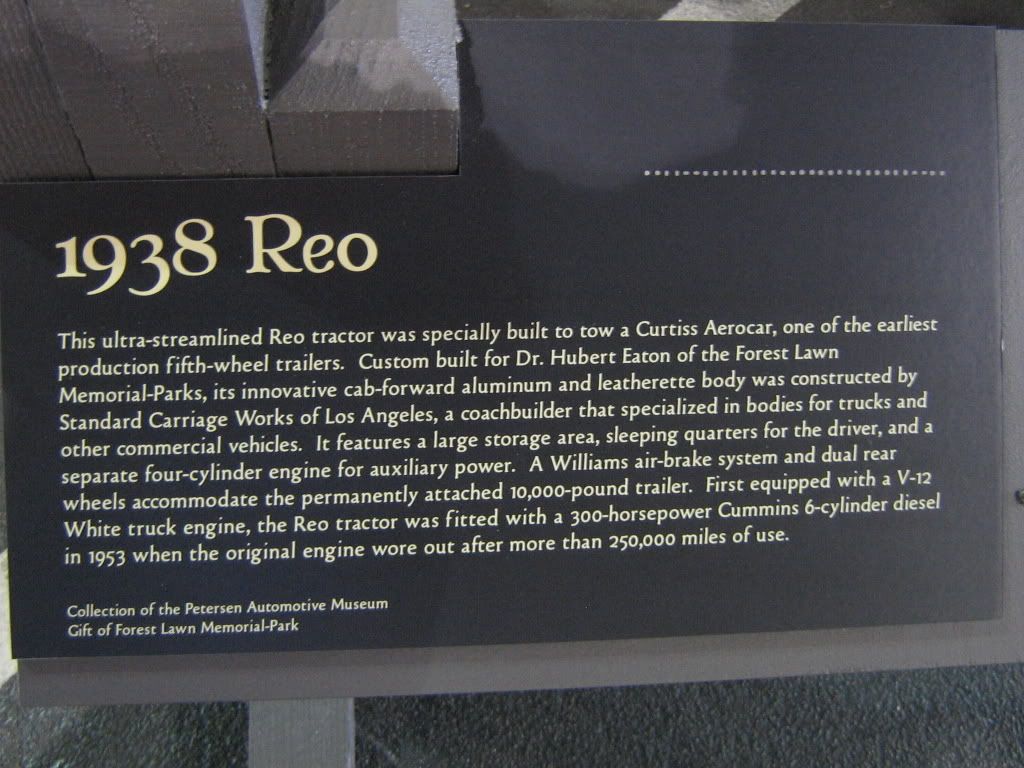 1938 Reo
This ultra-streamlined Reo tractor was specially built to tow a Curtiss Aerocar, one of the earliest
production fifth-wheel trailers. Custom built for Dr. Hubert Eaton of the Forest Lawn
Memorial-Parks, its innovative cab-forward aluminum and leatherette body was constructed by
Standard Carriage Works of Los Angeles, a coachbuilder that specialized in bodies for trucks and
other commercial vehicles. It features a large storage area, sleeping quarters for the driver, and a
separate four-cylinder engine for auxiliary power. A Williams air-brake system and dual rear
wheels accommodate the permanently attached 10,000-pound trailer. First equipped with a V-12
White truck engine, the Reo tractor was fitted with a 300-horsepower Cummins 6-cylinder diesel
in 1953 when the original engine wore out after more than 250,000 miles of use.
Collection of the Petersen Automotive Museum
Gift of Forest Lawn Memorial-Park